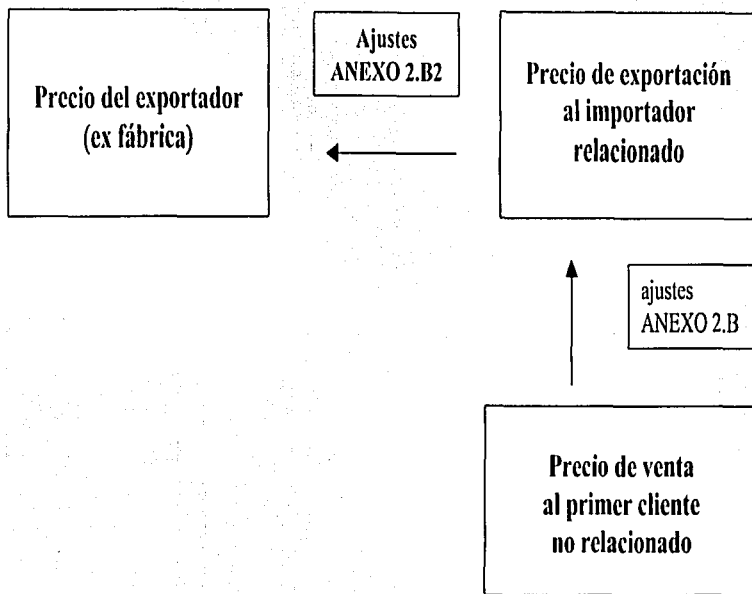 Precio del exportador
(ex fábrica)
Ajustes
ANEXO 2.B2
Precio de exportación
al importador
relacionado
ajustes
ANEXO 2.B
Precio de venta
al primer cliente
no relacionado